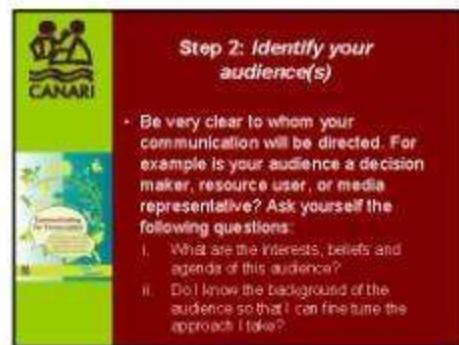 CANARI
Step 2: Identify your
audience(s)
• Be very clear to whom your
communication will be directed. For
example is your audience a decision
maker, resource user, or media
representative? Ask yourself the
following questions:
i. What are the interests, beliefs and
agenda of this audience?
ii. Do I know the background of the
audience so that I can fine tune the
approach I take?